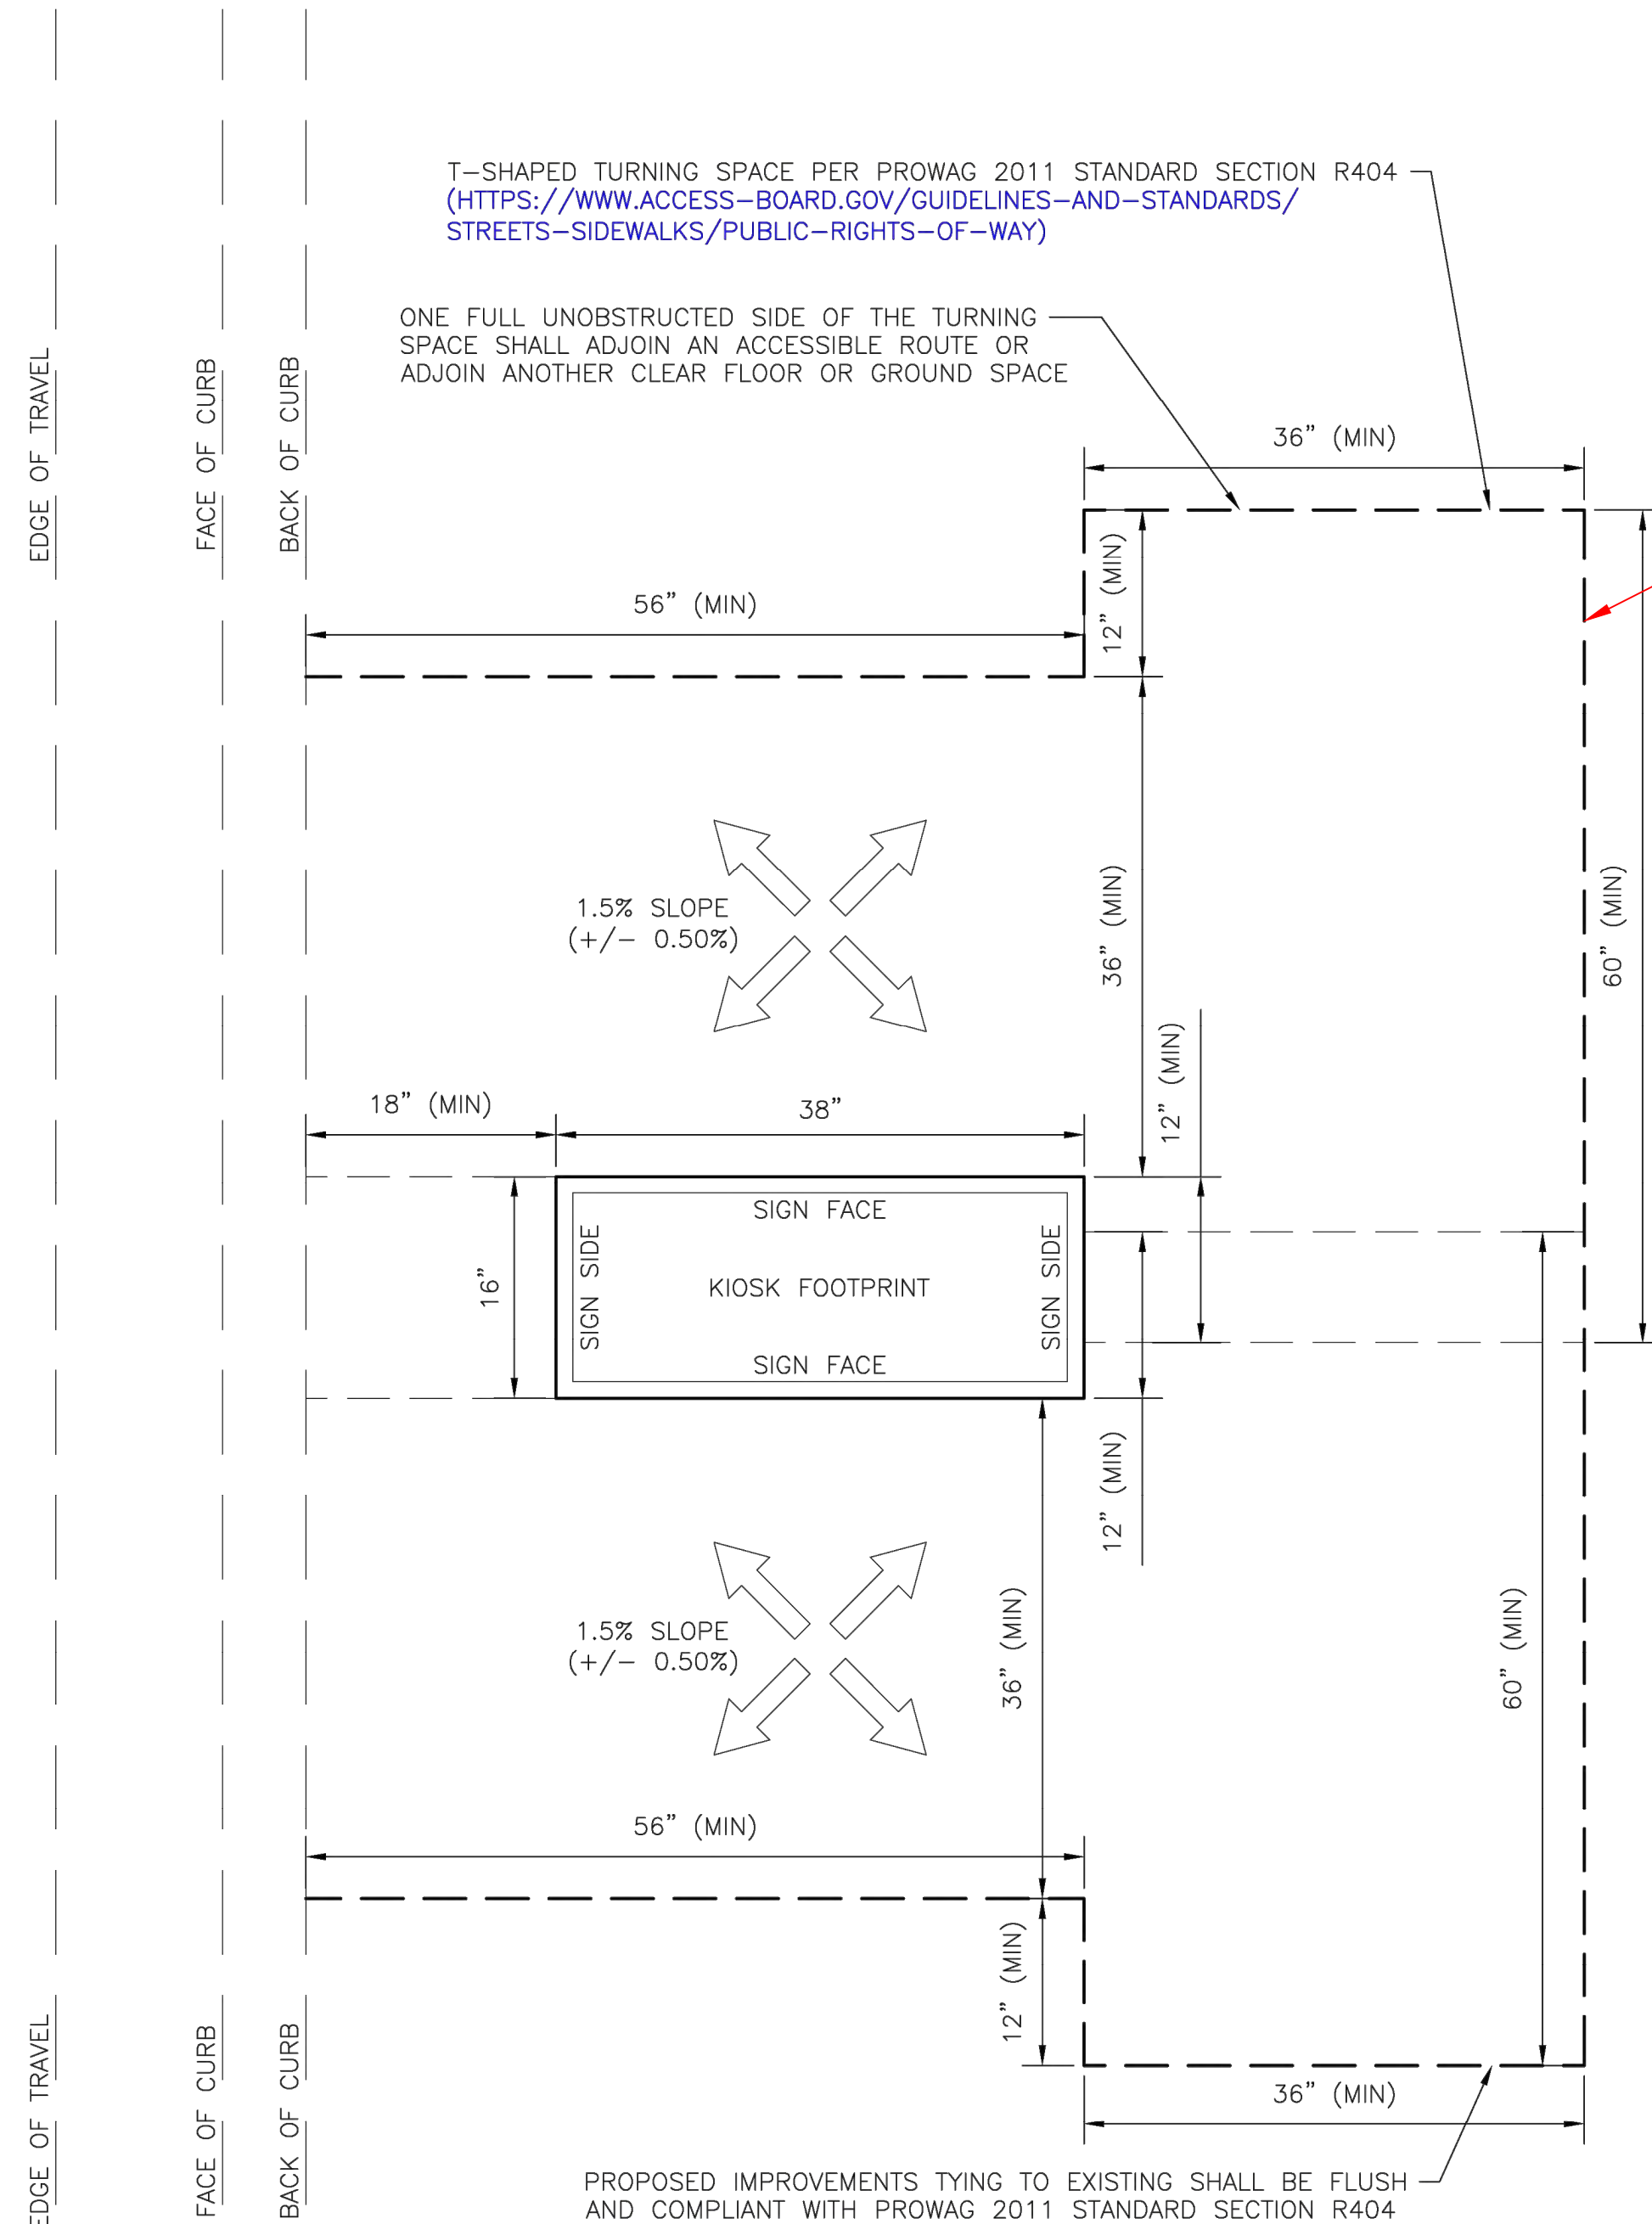 T-SHAPED TURNING SPACE PER PROWAG 2011 STANDARD SECTION R404
(HTTPS://WWW.ACCESS-BOARD.GOV/GUIDELINES-AND-STANDARDS/
STREETS-SIDEWALKS/PUBLIC-RIGHTS-OF-WAY)
ONE FULL UNOBSTRUCTED SIDE OF THE TURNING
SPACE SHALL ADJOIN AN ACCESSIBLE ROUTE OR
ADJOIN ANOTHER CLEAR FLOOR OR GROUND SPACE
EDGE OF TRAVEL
FACE OF CURB
BACK OF CURB
36" (MIN)
12" (MIN)
56" (MIN)
36" (MIN)
60" (MIN)
1.5% SLOPE
(+/- 0.50%)
12" (MIN)
18" (MIN)
38"
16"
SIGN FACE
SIGN SIDE
KIOSK FOOTPRINT
SIGN SIDE
SIGN FACE
12" (MIN)
36" (MIN)
60" (MIN)
1.5% SLOPE
(+/- 0.50%)
56" (MIN)
12" (MIN)
36" (MIN)
EDGE OF TRAVEL
FACE OF CURB
BACK OF CURB
PROPOSED IMPROVEMENTS TYING TO EXISTING SHALL BE FLUSH
AND COMPLIANT WITH PROWAG 2011 STANDARD SECTION R404